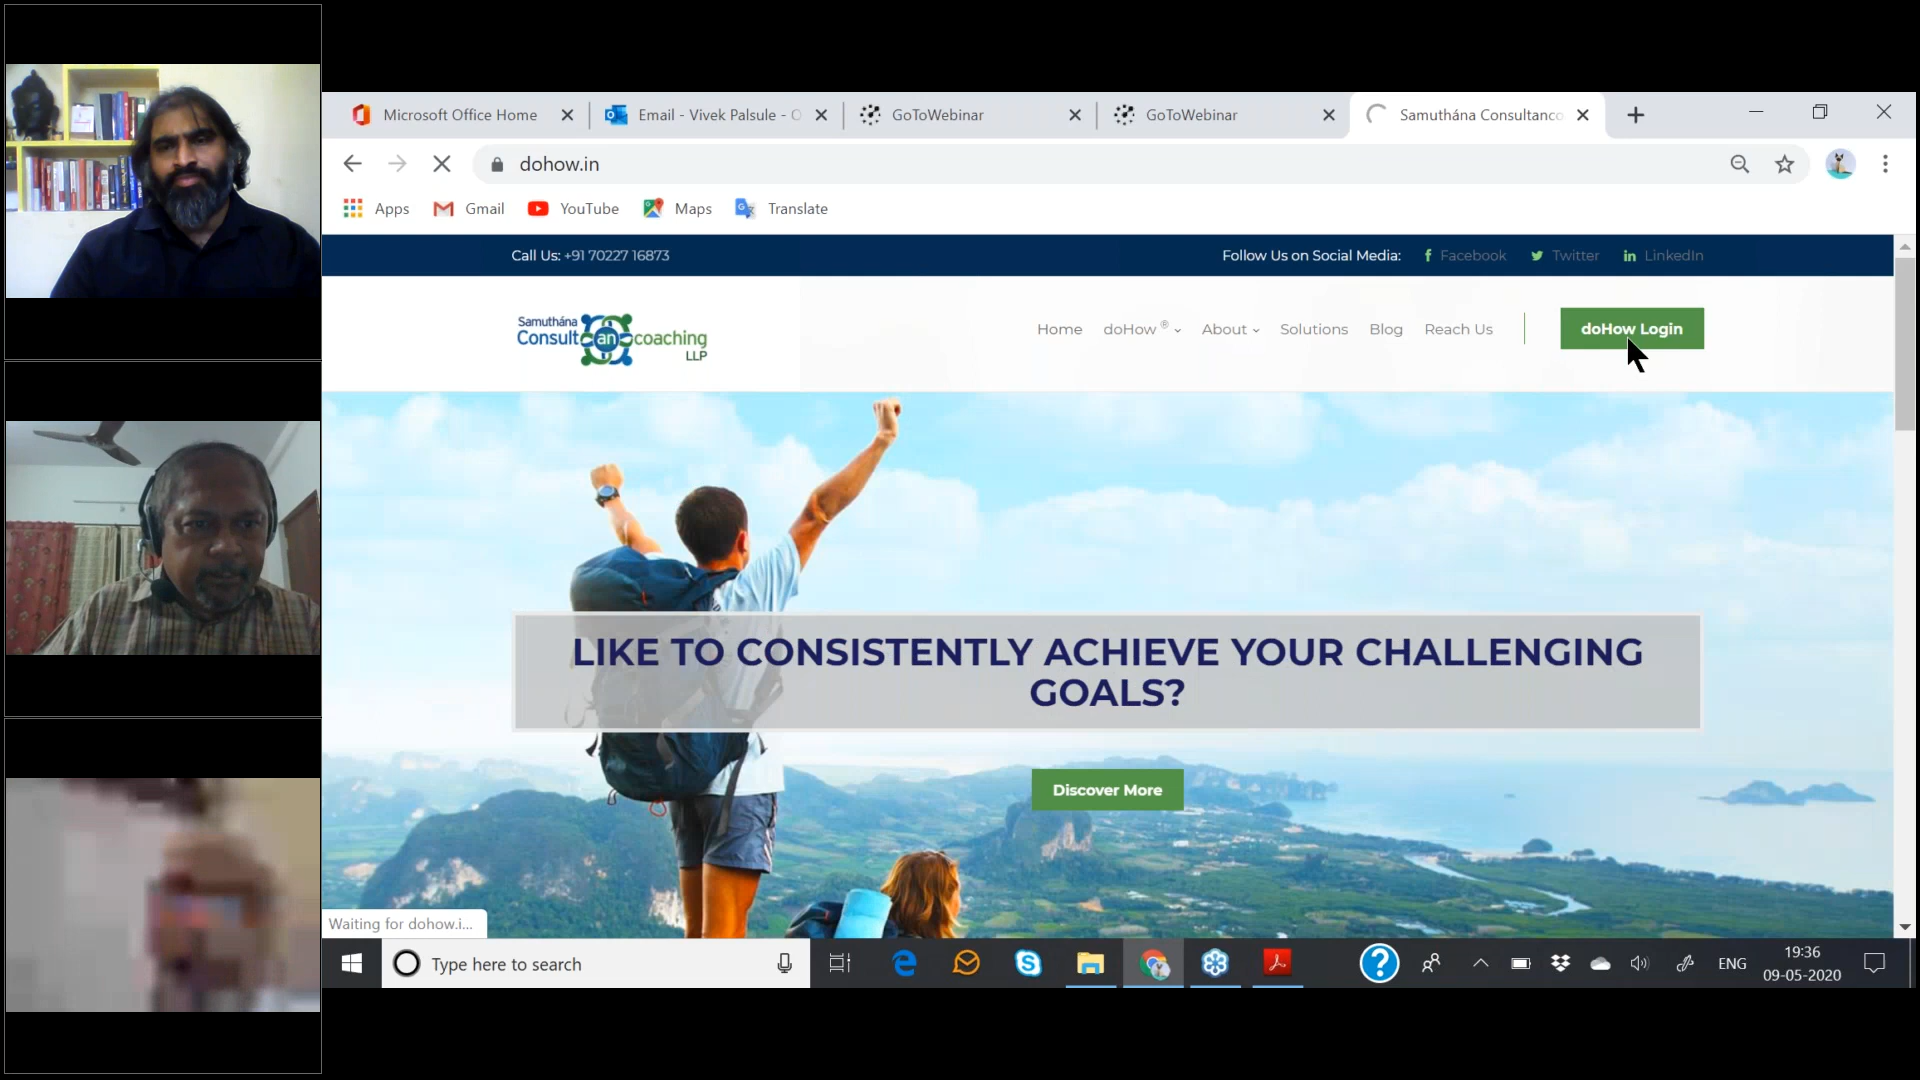 Microsoft Office Home
Email - Vivek Palsule - O
GoToWebinar
GoToWebinar
Samuthána Consultanco
dohow.in
Apps
Gmail
YouTube
Maps
Translate
Call Us: +91 70227 16873
Follow Us on Social Media:
Facebook
Twitter
LinkedIn
Samuthána
Consult an coaching
LLP
Home
doHow ®
About
Solutions
Blog
Reach Us
doHow Login
LIKE TO CONSISTENTLY ACHIEVE YOUR CHALLENGING
GOALS?
Discover More
Waiting for dohow.i...
Type here to search
ENG
19:36
09-05-2020